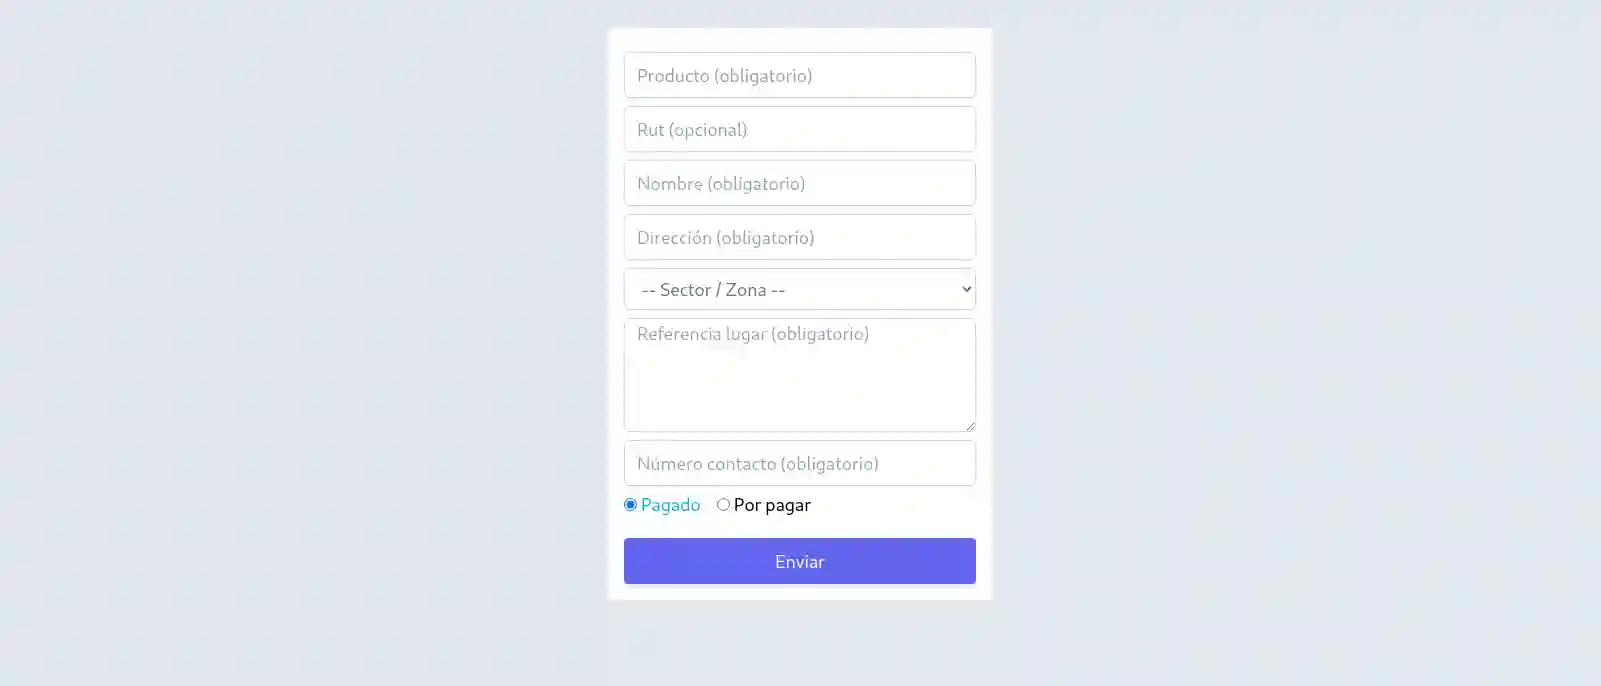 Producto (obligatorio)
Rut (opcional)
Nombre (obligatorio)
Dirección (obligatorio)
-- Sector / Zona --
Referencia lugar (obligatorio)
Número contacto (obligatorio)
Pagado Por pagar
Enviar